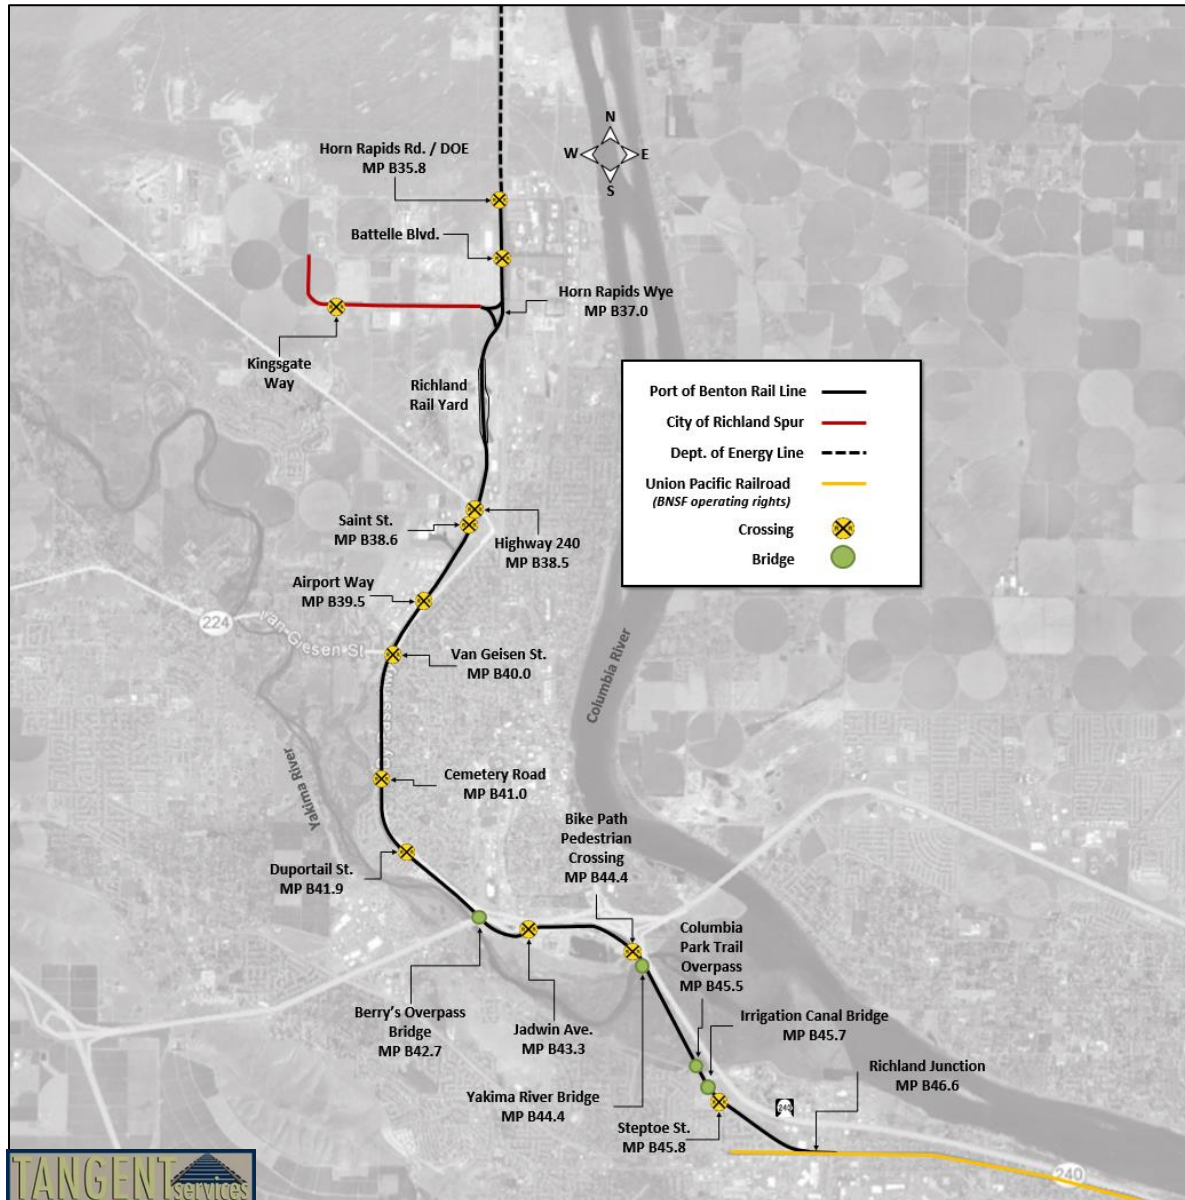 N
W
E
S
Horn Rapids Rd. / DOE
MP B35.8
Battelle Blvd.
Horn Rapids Wye
MP B37.0
Kingsgate
Way
Richland
Rail Yard
Port of Benton Rail Line
City of Richland Spur
Dept. of Energy Line
Union Pacific Railroad
(BNSF operating rights)
Crossing
Bridge
Saint St.
MP B38.6
Highway 240
MP B38.5
Airport Way
MP B39.5
224
Van Giesen St
Van Geisen St.
MP B40.0
Columbia River
Yakima River
Cemetery Road
MP B41.0
Bike Path
Pedestrian
Crossing
MP B44.4
Duportail St.
MP B41.9
Columbia
Park Trail
Overpass
MP B45.5
Berry's Overpass
Bridge
MP B42.7
Jadwin Ave.
MP B43.3
Irrigation Canal Bridge
MP B45.7
Richland Junction
MP B46.6
Yakima River Bridge
MP B44.4
240
Steptoe St.
MP B45.8
240
TANGENT services